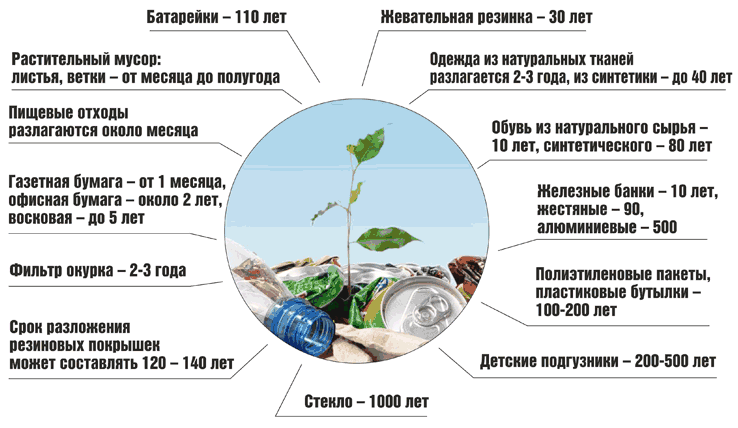 Батарейки – 110 лет
Жевательная резинка – 30 лет
Растительный мусор:
листья, ветки – от месяца до полугода
Одежда из натуральных тканей
разлагается 2-3 года, из синтетики – до 40 лет
Пищевые отходы
разлагаются около месяца
Обувь из натурального сырья –
10 лет, синтетического – 80 лет
Газетная бумага – от 1 месяца,
офисная бумага – около 2 лет,
восковая – до 5 лет
Железные банки – 10 лет,
жестяные – 90,
алюминиевые – 500
Фильтр окурка – 2-3 года
Полиэтиленовые пакеты,
пластиковые бутылки –
100-200 лет
Срок разложения
резиновых покрышек
может составлять 120 – 140 лет
Детские подгузники – 200-500 лет
Стекло – 1000 лет